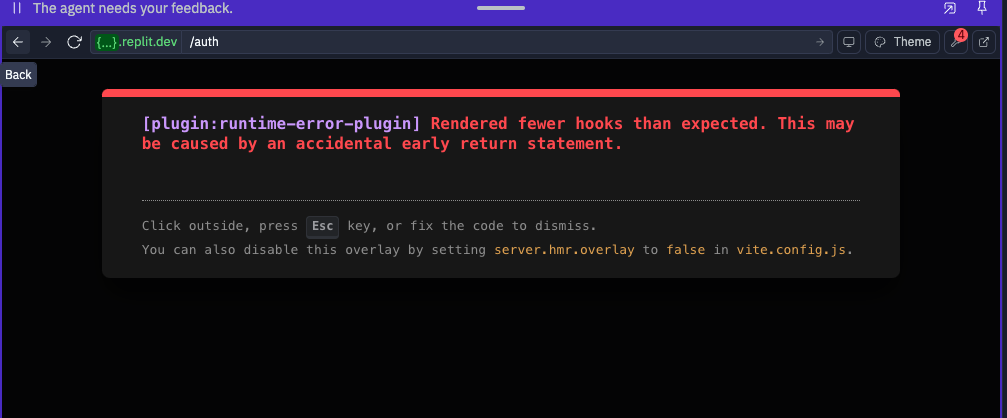 The agent needs your feedback.
{...}.replit.dev /auth Theme 4
Back
[plugin:runtime-error-plugin] Rendered fewer hooks than expected. This may
be caused by an accidental early return statement.
Click outside, press Esc key, or fix the code to dismiss.
You can also disable this overlay by setting server.hmr.overlay to false in vite.config.js.